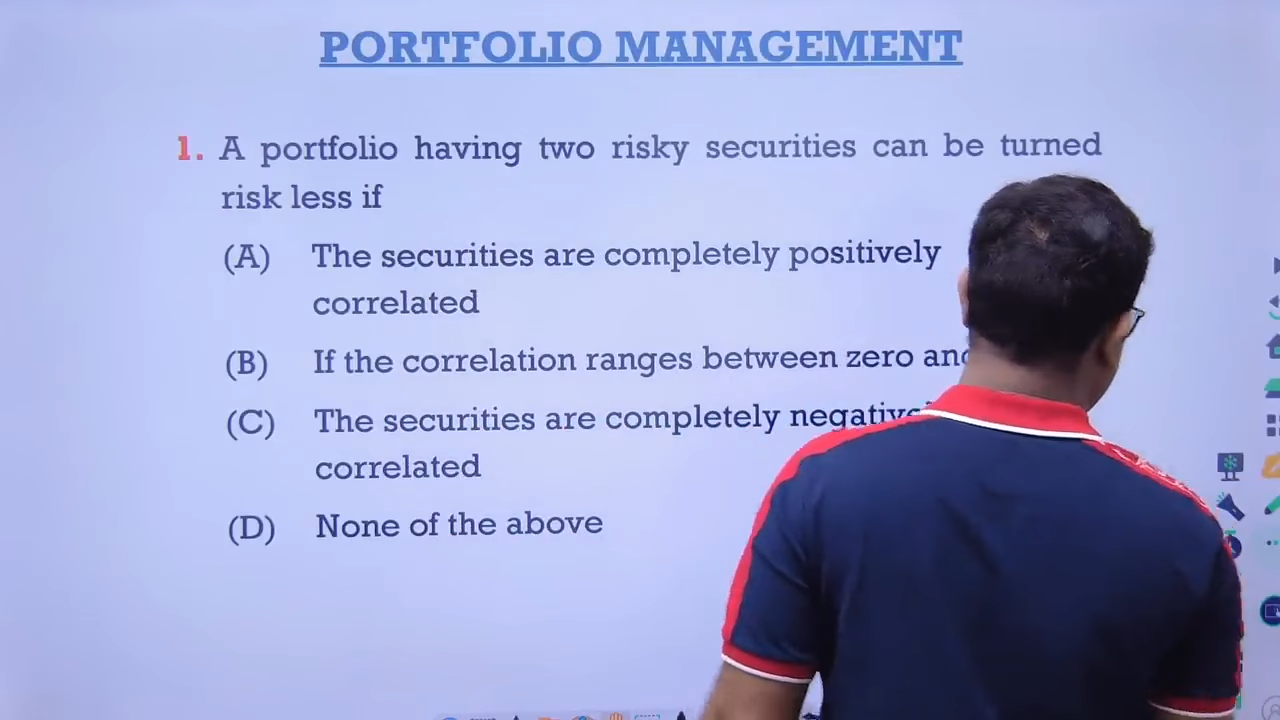 PORTFOLIO MANAGEMENT
1. A portfolio having two risky securities can be turned
risk less if
(A) The securities are completely positively
correlated
(B) If the correlation ranges between zero
(C) The securities are completely
correlated
(D) None of the above